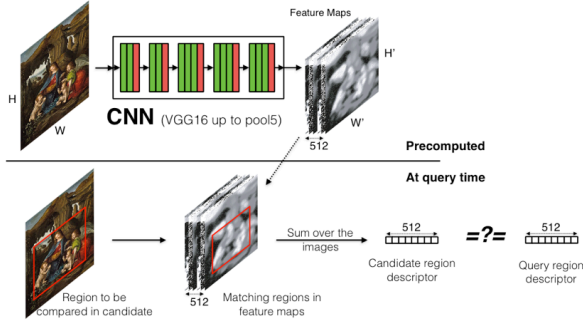 Feature Maps
H
W
CNN (VGG16 up to pool5)
H'
W'
512
Precomputed
At query time
Sum over the
images
512
=?=
512
Candidate region
descriptor
Query region
descriptor
512
Region to be
compared in candidate
Matching regions in
feature maps